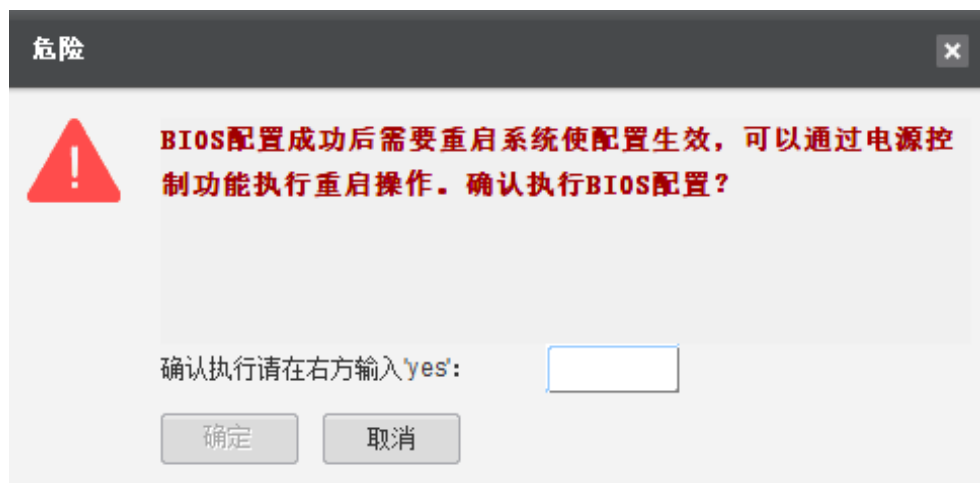 危险
BIOS配置成功后需要重启系统使配置生效，可以通过电源控
制功能执行重启操作。确认执行BIOS配置？
确认执行请在右方输入'yes'：
确定 取消